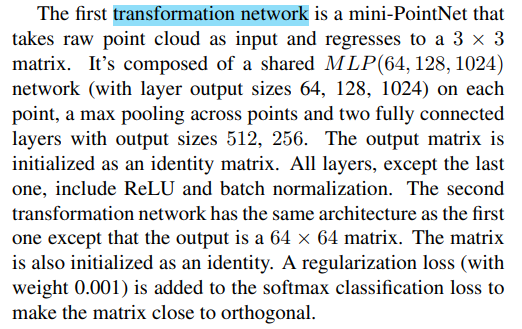 The first transformation network is a mini-PointNet that
takes raw point cloud as input and regresses to a 3 × 3
matrix. It's composed of a shared MLP(64, 128, 1024)
network (with layer output sizes 64, 128, 1024) on each
point, a max pooling across points and two fully connected
layers with output sizes 512, 256. The output matrix is
initialized as an identity matrix. All layers, except the last
one, include ReLU and batch normalization. The second
transformation network has the same architecture as the first
one except that the output is a 64 × 64 matrix. The matrix
is also initialized as an identity. A regularization loss (with
weight 0.001) is added to the softmax classification loss to
make the matrix close to orthogonal.